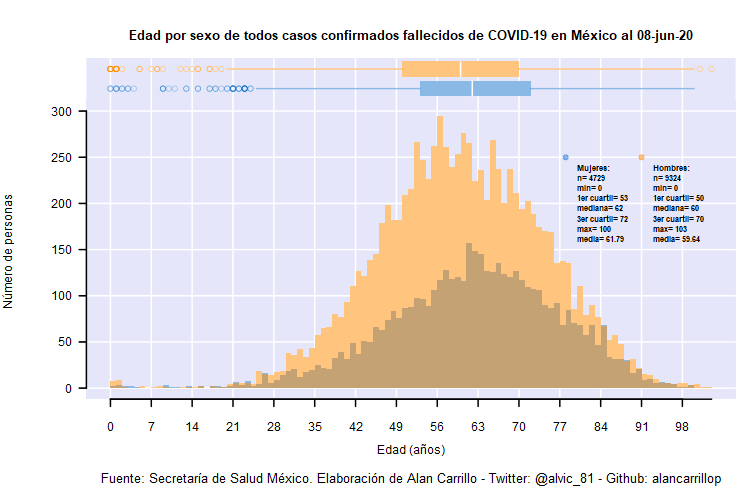 Edad por sexo de todos casos confirmados fallecidos de COVID-19 en México al 08-jun-20
Número de personas
300
250
200
150
100
50
0
Mujeres:
n= 4729
min= 0
1er cuartil= 53
mediana= 62
3er cuartil= 72
max= 100
media= 61.79
Hombres:
n= 9324
min= 0
1er cuartil= 50
mediana= 60
3er cuartil= 70
max= 103
media= 59.64
0 7 14 21 28 35 42 49 56 63 70 77 84 91 98
Edad (años)
Fuente: Secretaría de Salud México. Elaboración de Alan Carrillo - Twitter: @alvic_81 - Github: alancarrillop